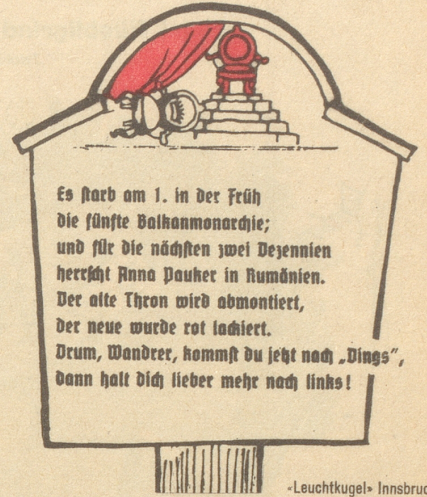 Es starb am 1. in der Früh
die fünfte Balkanmonarchie;
und für die nächsten zwei Dezennien
herrscht Anna Pauker in Rumänien.
Der alte Thron wird abmontiert,
der neue wurde rot lackiert.
Drum, Wandrer, kommst du jetzt nach „Dings“,
dann halt dich lieber mehr nach links!
«Leuchtkugel» Innsbruc